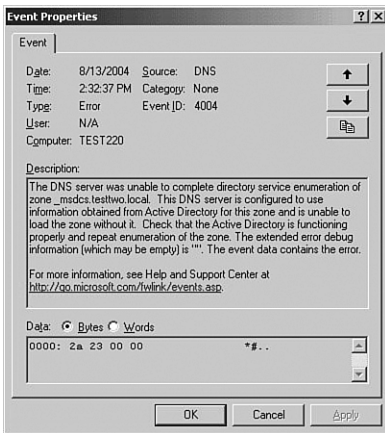 Event Properties
Event
Date: 8/13/2004 Source: DNS
Time: 2:32:37 PM Category: None
Type: Error Event ID: 4004
User: N/A
Computer: TEST220
Description:
The DNS server was unable to complete directory service enumeration of
zone _msdcs.testtwo.local. This DNS server is configured to use
information obtained from Active Directory for this zone and is unable to
load the zone without it. Check that the Active Directory is functioning
properly and repeat enumeration of the zone. The extended error debug
information (which may be empty) is "". The event data contains the error.
For more information, see Help and Support Center at
http://go.microsoft.com/fwlink/events.asp.
Data: Bytes Words
0000: 2a 23 00 00 *#..
OK Cancel Apply